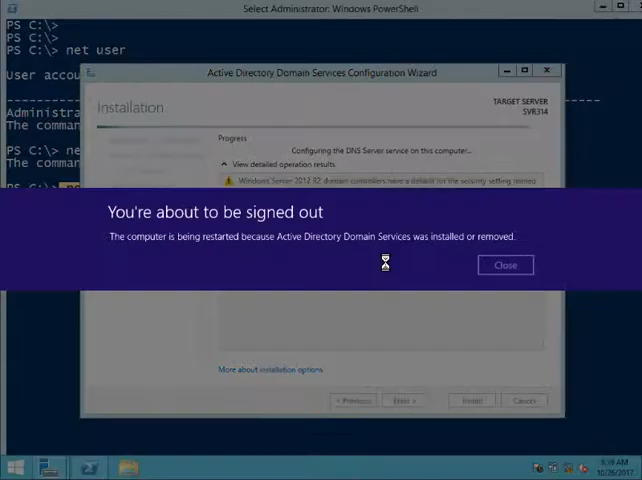 Select Administrator: Windows PowerShell
PS C:\>
PS C:\>
PS C:\> net user
User accou
Active Directory Domain Services Configuration Wizard
Installation
TARGET SERVER
SVR314
Administra
The comman
Progress
Configuring the DNS Server service on this computer...
PS C:\> ne
The comman
View detailed operation results
Windows Server 2012 R2 domain controllers have a default for the security setting named
PS C:\>
You're about to be signed out
The computer is being restarted because Active Directory Domain Services was installed or removed.
Close
More about installation options
< Previous
Next >
Install
Cancel
10/26/2017